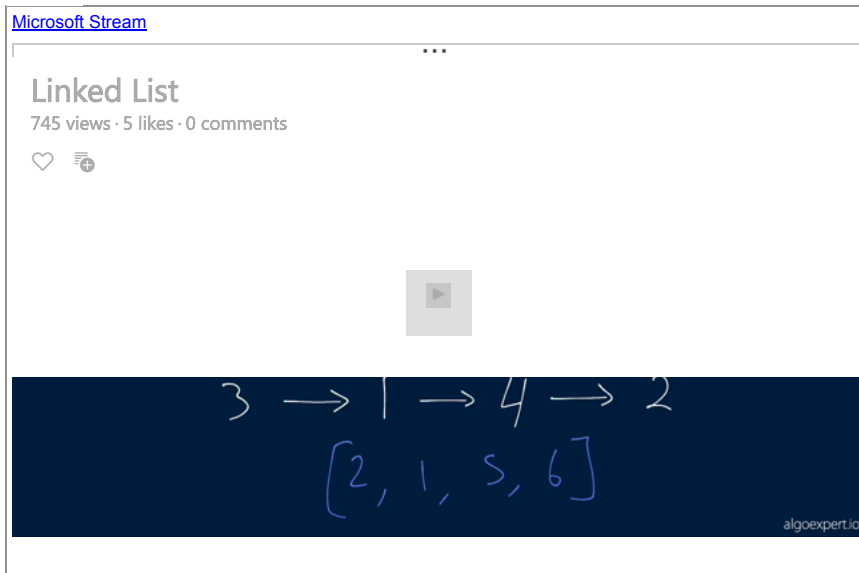 Microsoft Stream
Linked List
745 views · 5 likes · 0 comments
3 → 1 → 4 → 2
[2, 1, 5, 6]
algoexpert.io